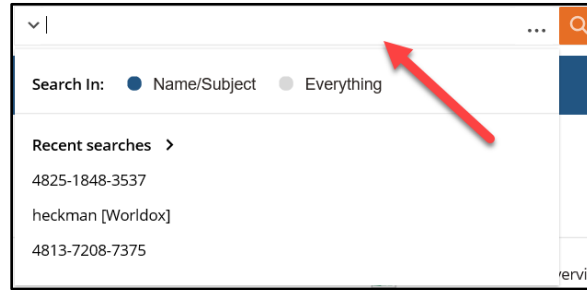 ...
Search In: Name/Subject Everything
Recent searches >
4825-1848-3537
heckman [Worldox]
4813-7208-7375